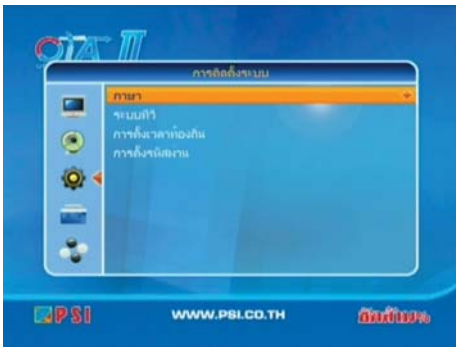 OTA II
การติดตั้งระบบ
ภาษา
ระบบทีวี
การตั้งเวลาท้องถิ่น
การตั้งรหัสผ่าน
PSI
WWW.PSI.CO.TH